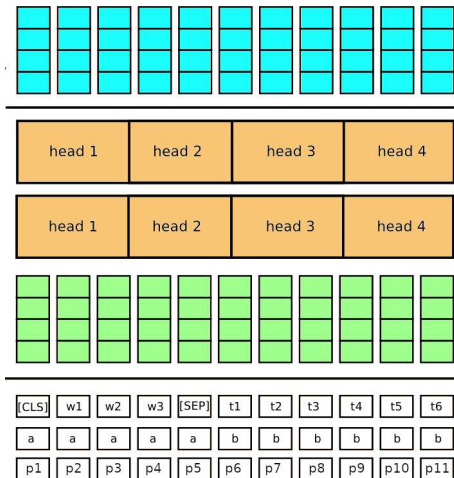 head 1 head 2 head 3 head 4
head 1 head 2 head 3 head 4
[CLS] w1 w2 w3 [SEP] t1 t2 t3 t4 t5 t6
a a a a a b b b b b b
p1 p2 p3 p4 p5 p6 p7 p8 p9 p10 p11